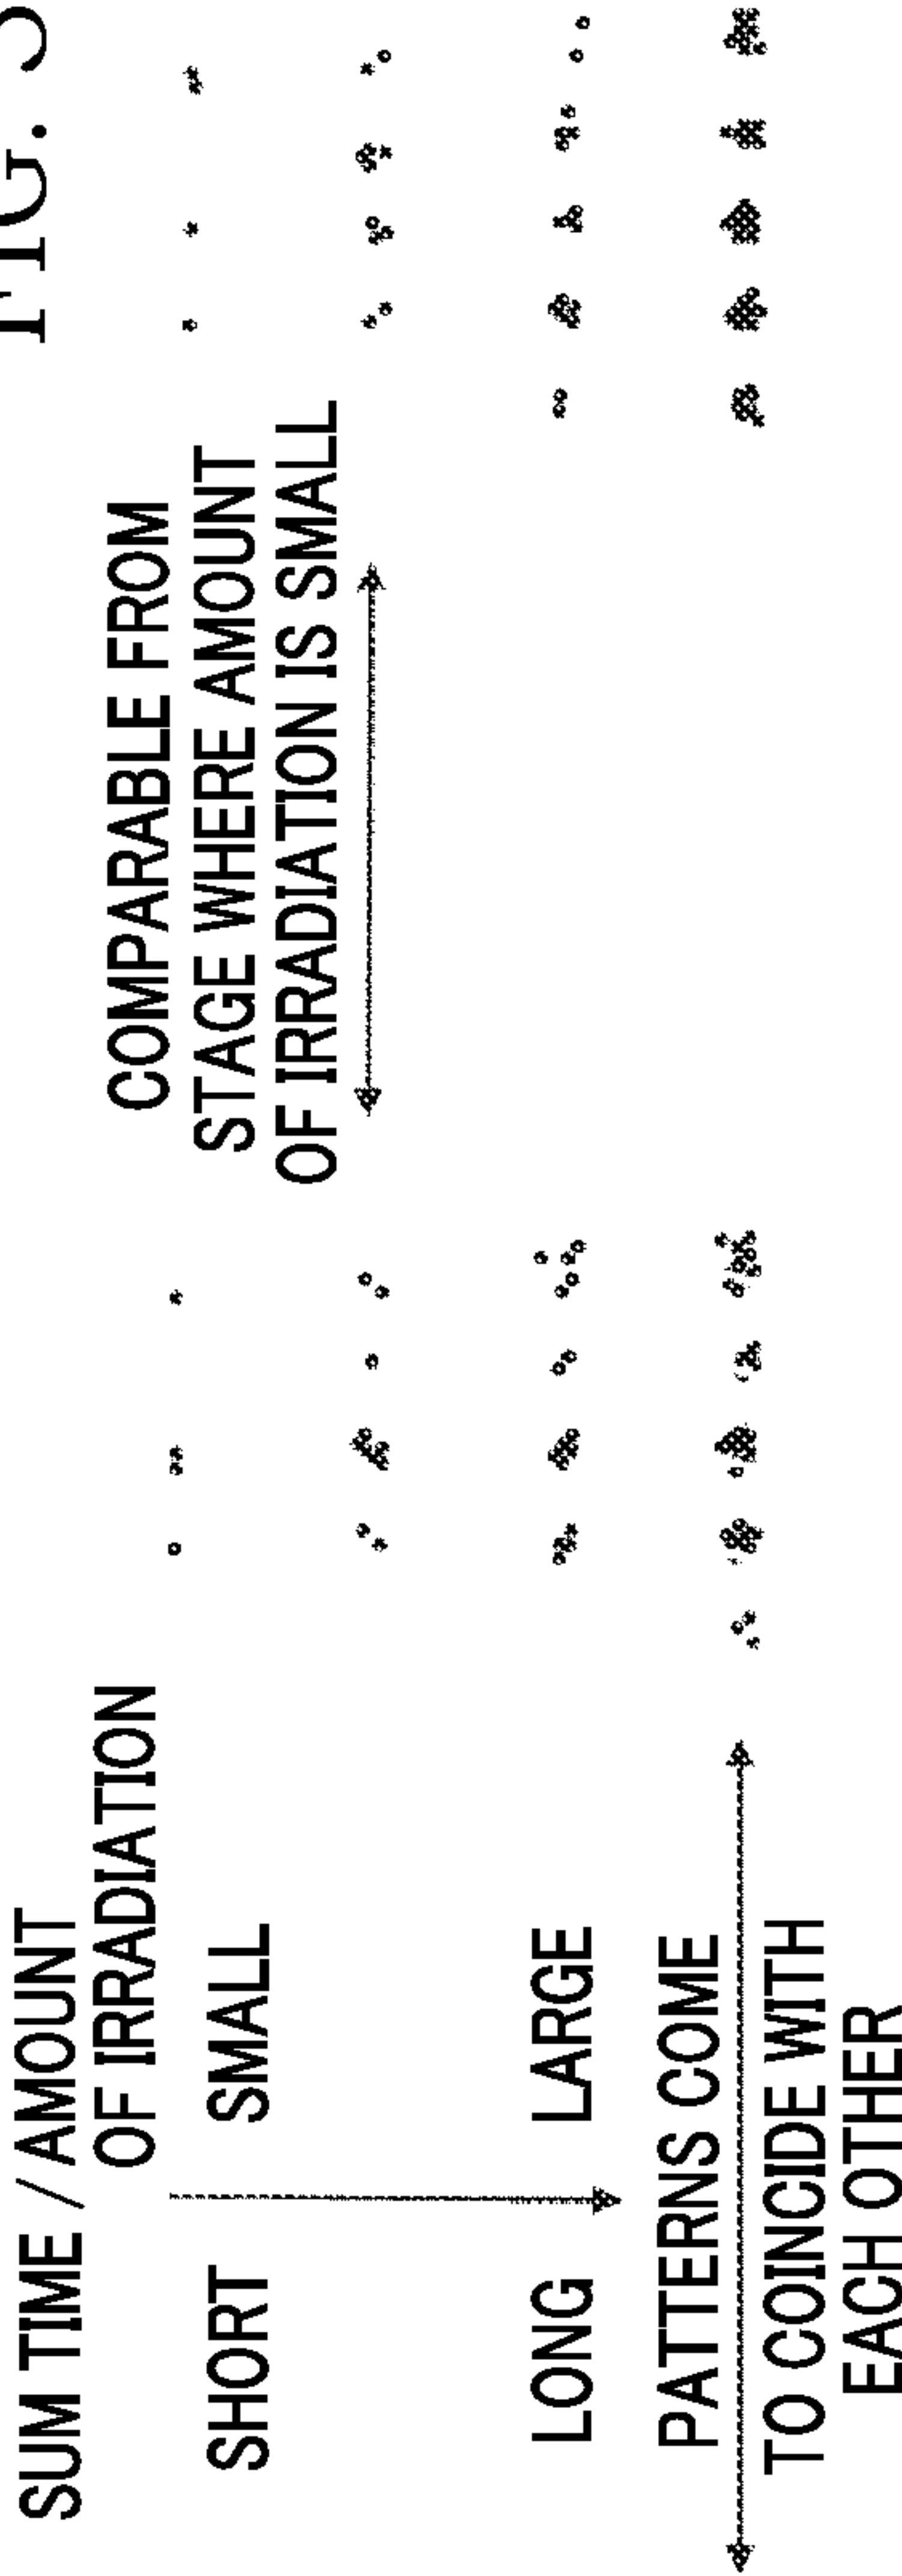 FIG. 
SUM TIME / AMOUNT
OF IRRADIATION
SHORT SMALL
LONG LARGE
PATTERNS COME
TO COINCIDE WITH
EACH OTHER
COMPARABLE FROM
STAGE WHERE AMOUNT
OF IRRADIATION IS SMALL